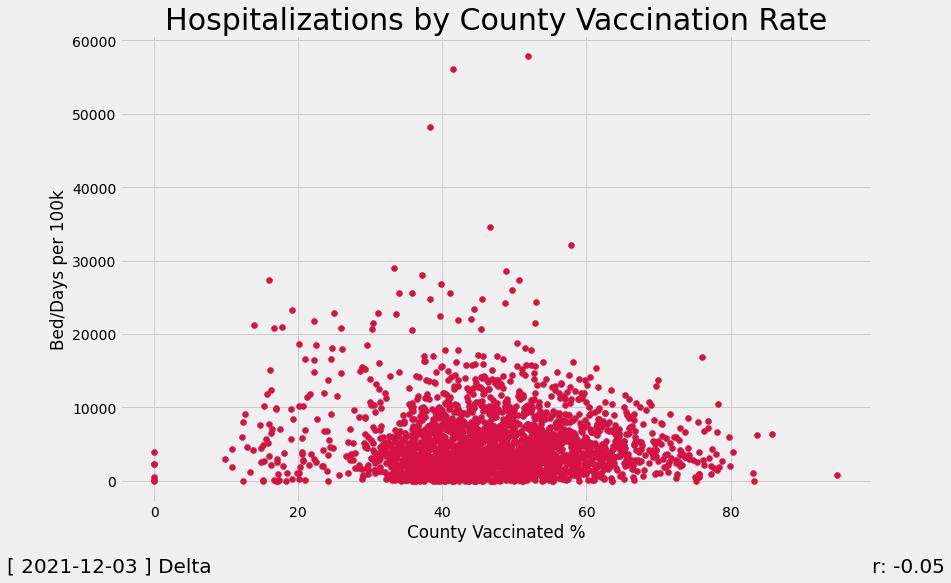 Hospitalizations by County Vaccination Rate
60000
50000
40000
30000
20000
10000
0
Bed/Days per 100k
0 20 40 60 80
County Vaccinated %
[ 2021-12-03 ] Delta
r: -0.05